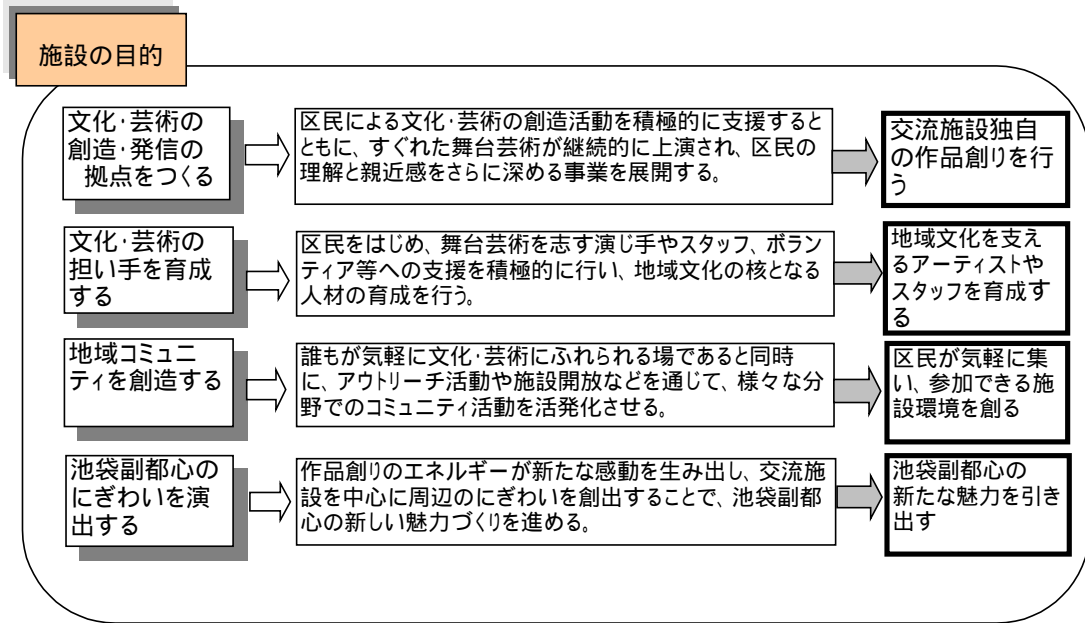 施設の目的
文化･芸術の
創造･発信の
拠点をつくる
区民による文化･芸術の創造活動を積極的に支援すると
ともに、すぐれた舞台芸術が継続的に上演され、区民の
理解と親近感をさらに深める事業を展開する。
交流施設独自
の作品創りを行
う
文化･芸術の
担い手を育成
する
区民をはじめ、舞台芸術を志す演じ手やスタッフ、ボラン
ティア等への支援を積極的に行い、地域文化の核となる
人材の育成を行う。
地域文化を支え
るアーティストや
スタッフを育成す
る
地域コミュニ
ティを創造する
誰もが気軽に文化･芸術にふれられる場であると同時
に、アウトリーチ活動や施設開放などを通じて、様々な分
野でのコミュニティ活動を活発化させる。
区民が気軽に集
い、参加できる施
設環境を創る
池袋副都心の
にぎわいを演
出する
作品創りのエネルギーが新たな感動を生み出し、交流施
設を中心に周辺のにぎわいを創出することで、池袋副都
心の新しい魅力づくりを進める。
池袋副都心の
新たな魅力を引き
出す